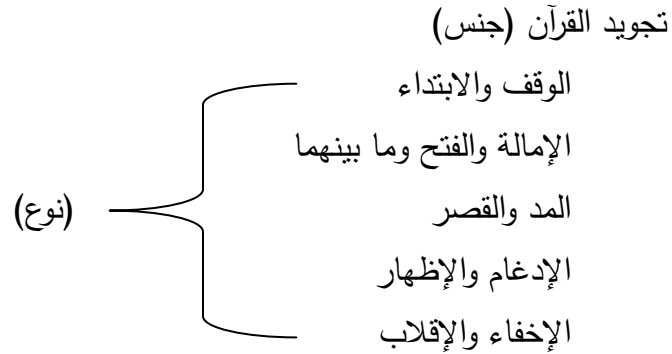 تجويد القرآن (جنس)
الوقف والابتداء
الإمالة والفتح وما بينهما
المد والقصر
(نوع)
الإدغام والإظهار
الإخفاء والإقلاب